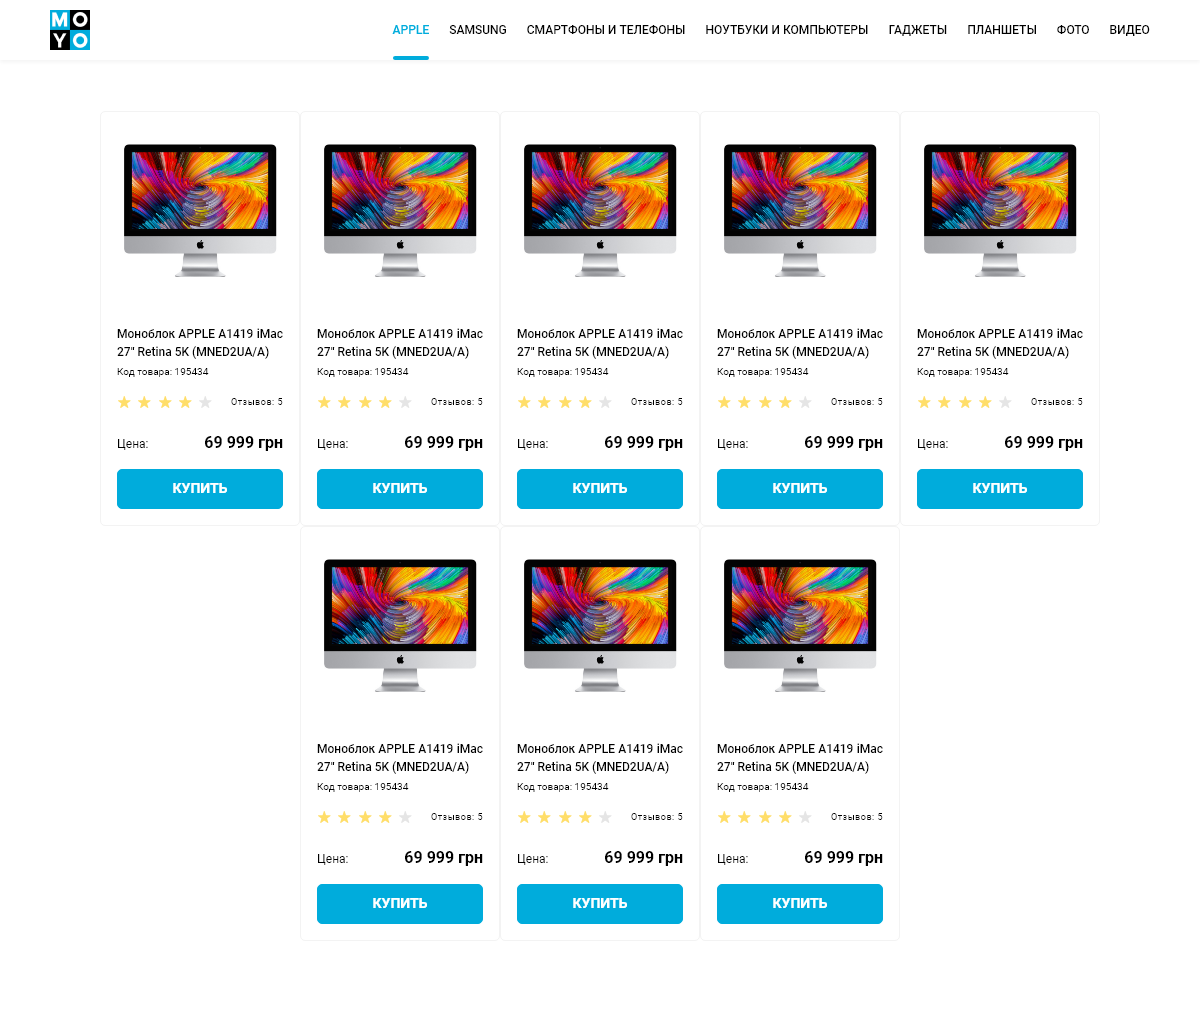 MO
YO
APPLE SAMSUNG СМАРТФОНЫ И ТЕЛЕФОНЫ НОУТБУКИ И КОМПЬЮТЕРЫ ГАДЖЕТЫ ПЛАНШЕТЫ ФОТО ВИДЕО
Моноблок APPLE A1419 iMac
27" Retina 5K (MNED2UA/A)
Код товара: 195434
Отзывов: 5
Цена: 69 999 грн
КУПИТЬ
Моноблок APPLE A1419 iMac
27" Retina 5K (MNED2UA/A)
Код товара: 195434
Отзывов: 5
Цена: 69 999 грн
КУПИТЬ
Моноблок APPLE A1419 iMac
27" Retina 5K (MNED2UA/A)
Код товара: 195434
Отзывов: 5
Цена: 69 999 грн
КУПИТЬ
Моноблок APPLE A1419 iMac
27" Retina 5K (MNED2UA/A)
Код товара: 195434
Отзывов: 5
Цена: 69 999 грн
КУПИТЬ
Моноблок APPLE A1419 iMac
27" Retina 5K (MNED2UA/A)
Код товара: 195434
Отзывов: 5
Цена: 69 999 грн
КУПИТЬ
Моноблок APPLE A1419 iMac
27" Retina 5K (MNED2UA/A)
Код товара: 195434
Отзывов: 5
Цена: 69 999 грн
КУПИТЬ
Моноблок APPLE A1419 iMac
27" Retina 5K (MNED2UA/A)
Код товара: 195434
Отзывов: 5
Цена: 69 999 грн
КУПИТЬ
Моноблок APPLE A1419 iMac
27" Retina 5K (MNED2UA/A)
Код товара: 195434
Отзывов: 5
Цена: 69 999 грн
КУПИТЬ